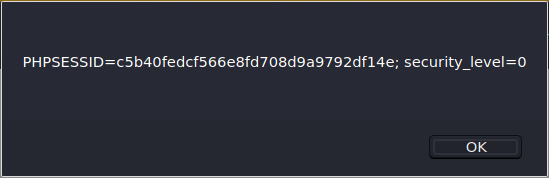 PHPSESSID=c5b40fedcf566e8fd708d9a9792df14e; security_level=0
OK